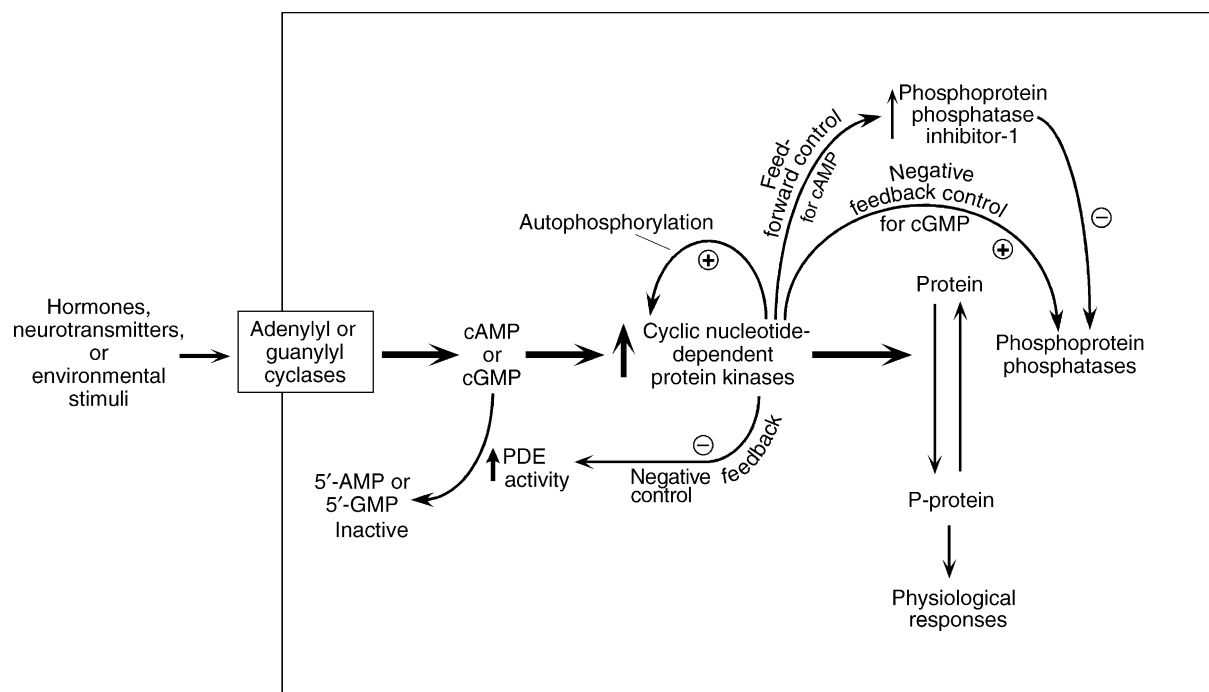 Hormones,
neurotransmitters,
or
environmental
stimuli
Adenylyl or
guanylyl
cyclases
cAMP
or
cGMP
5′-AMP or
5′-GMP
Inactive
PDE
activity
Negative
control
feedback
−
Autophosphorylation
+
Cyclic nucleotide-
dependent
protein kinases
Feed-
forward control
for cAMP
Phosphoprotein
phosphatase
inhibitor-1
−
Negative
feedback control
for cGMP
+
Protein
Phosphoprotein
phosphatases
P-protein
Physiological
responses